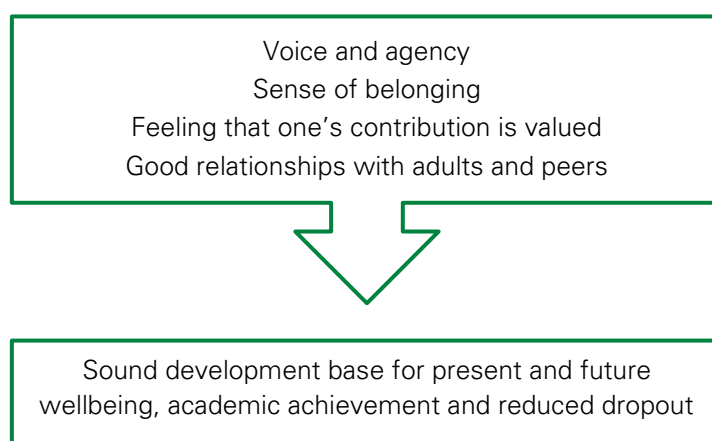 Voice and agency
Sense of belonging
Feeling that one’s contribution is valued
Good relationships with adults and peers
Sound development base for present and future
wellbeing, academic achievement and reduced dropout